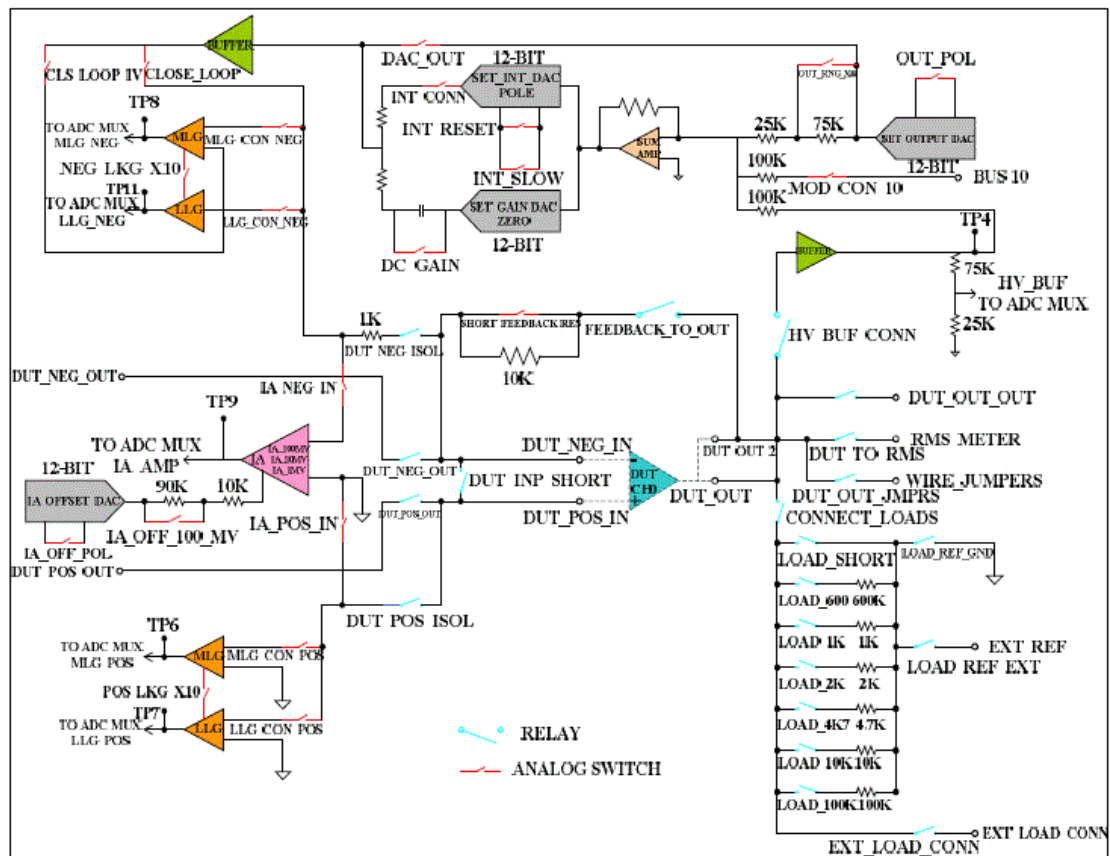 BUFFER
DAC_OUT
12-BIT
OUT_POL
CLS LOOP IV
CLOSE_LOOP
SET_INT_DAC
POLE
OUT_RNG_X4
INT CONN
TP8
TO ADC MUX
MLG NEG
MLG
MLG-CON NEG
INT RESET
SUM
AMP
25K
75K
SET OUTPUT DAC
12-BIT
NEG LKG X10
100K
MOD CON 10
BUS 10
TP11
TO ADC MUX
LLG_NEG
LLG
LLG_CON_NEG
INT_SLOW
SET GAIN DAC
ZERO
12-BIT
100K
TP4
DC GAIN
BUFFER
75K
HV_BUF
TO ADC MUX
25K
1K
DUT NEG ISOL
SHORT FEEDBACK RES
FEEDBACK_TO_OUT
10K
HV BUF CONN
DUT_NEG_OUT
IA NEG IN
DUT_OUT_OUT
TP9
TO ADC MUX
IA_AMP
IA
IA_100MV
IA_20MV
IA_1MV
DUT_NEG_OUT
DUT_NEG_IN
DUT OUT 2
RMS METER
DUT TO RMS
12-BIT
IA OFFSET DAC
90K
10K
DUT INP SHORT
DUT
CH0
DUT_OUT
WIRE_JUMPERS
DUT_OUT_JMPRS
IA_OFF_100_MV
IA_POS_IN
DUT_POS_OUT
DUT_POS_IN
CONNECT_LOADS
IA_OFF_POL
DUT POS OUT
LOAD_SHORT
LOAD_REF_GND
LOAD_600 600K
DUT POS ISOL
TP6
TO ADC MUX
MLG POS
MLG
MLG CON POS
LOAD_1K 1K
EXT REF
LOAD REF EXT
LOAD_2K 2K
POS LKG X10
TP7
TO ADC MUX
LLG POS
LLG
LLG CON POS
LOAD_4K7 4.7K
RELAY
LOAD 10K 10K
ANALOG SWITCH
LOAD_100K 100K
EXT LOAD CONN
EXT_LOAD_CONN